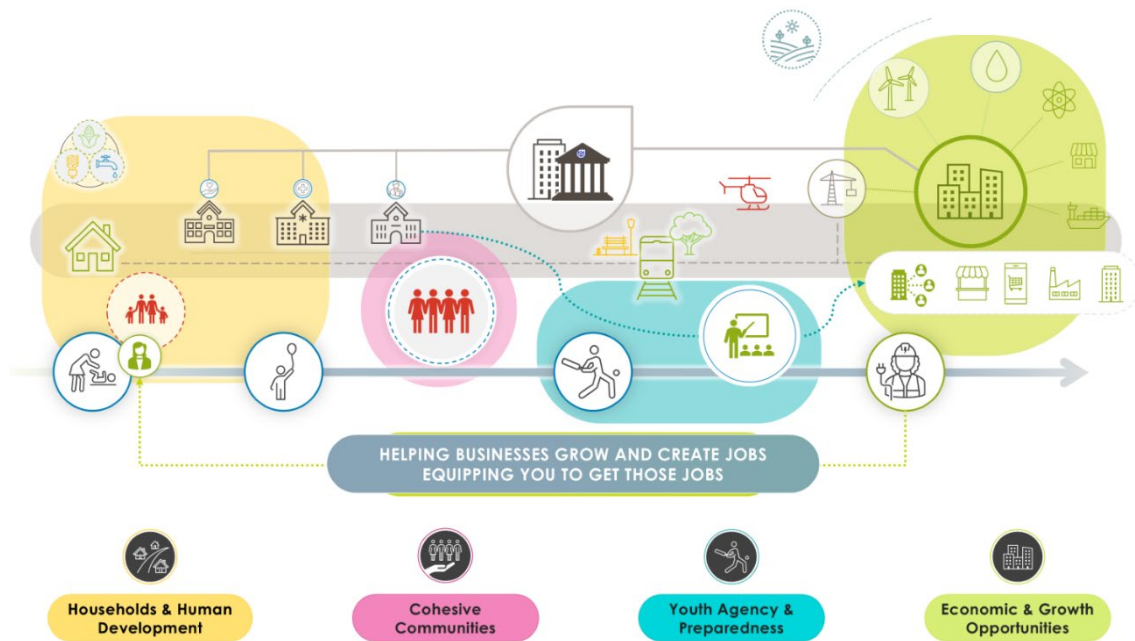 HELPING BUSINESSES GROW AND CREATE JOBS
EQUIPPING YOU TO GET THOSE JOBS
Households & Human
Development
Cohesive
Communities
Youth Agency &
Preparedness
Economic & Growth
Opportunities